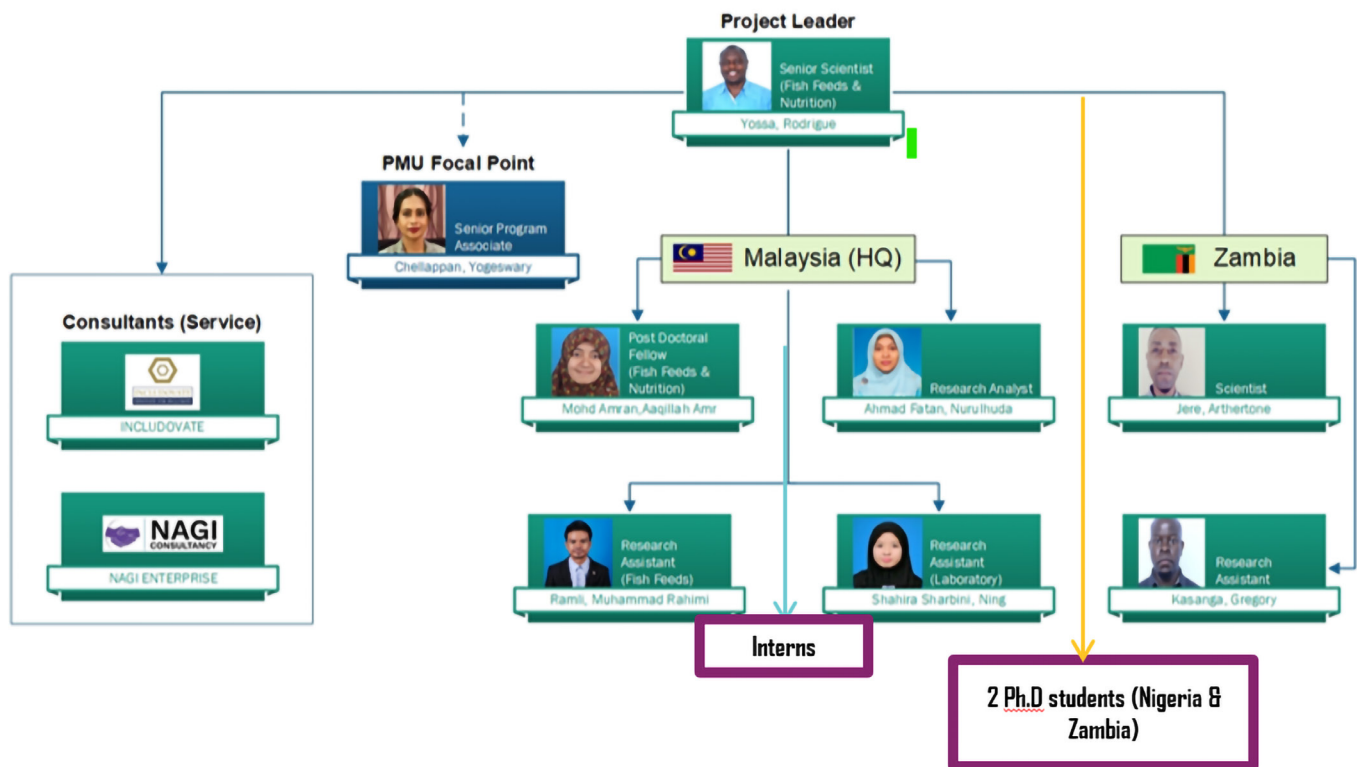 Project Leader
Senior Scientist
(Fish Feeds &
Nutrition)
Yossa, Rodrigue
PMU Focal Point
Senior Program
Associate
Chellappan, Yogeswary
Malaysia (HQ)
Zambia
Consultants (Service)
INCLUDOVATE
INCLUDOVATE
NAGI
CONSULTANCY
NAGI ENTERPRISE
Post Doctoral
Fellow
(Fish Feeds &
Nutrition)
Mohd Amran,Aaqillah Amr
Research Analyst
Ahmad Fatan, Nurulhuda
Scientist
Jere, Arthertone
Research
Assistant
(Fish Feeds)
Ramli, Muhammad Rahimi
Research
Assistant
(Laboratory)
Shahira Sharbini, Ning
Research
Assistant
Kasanga, Gregory
Interns
2 Ph.D students (Nigeria &
Zambia)